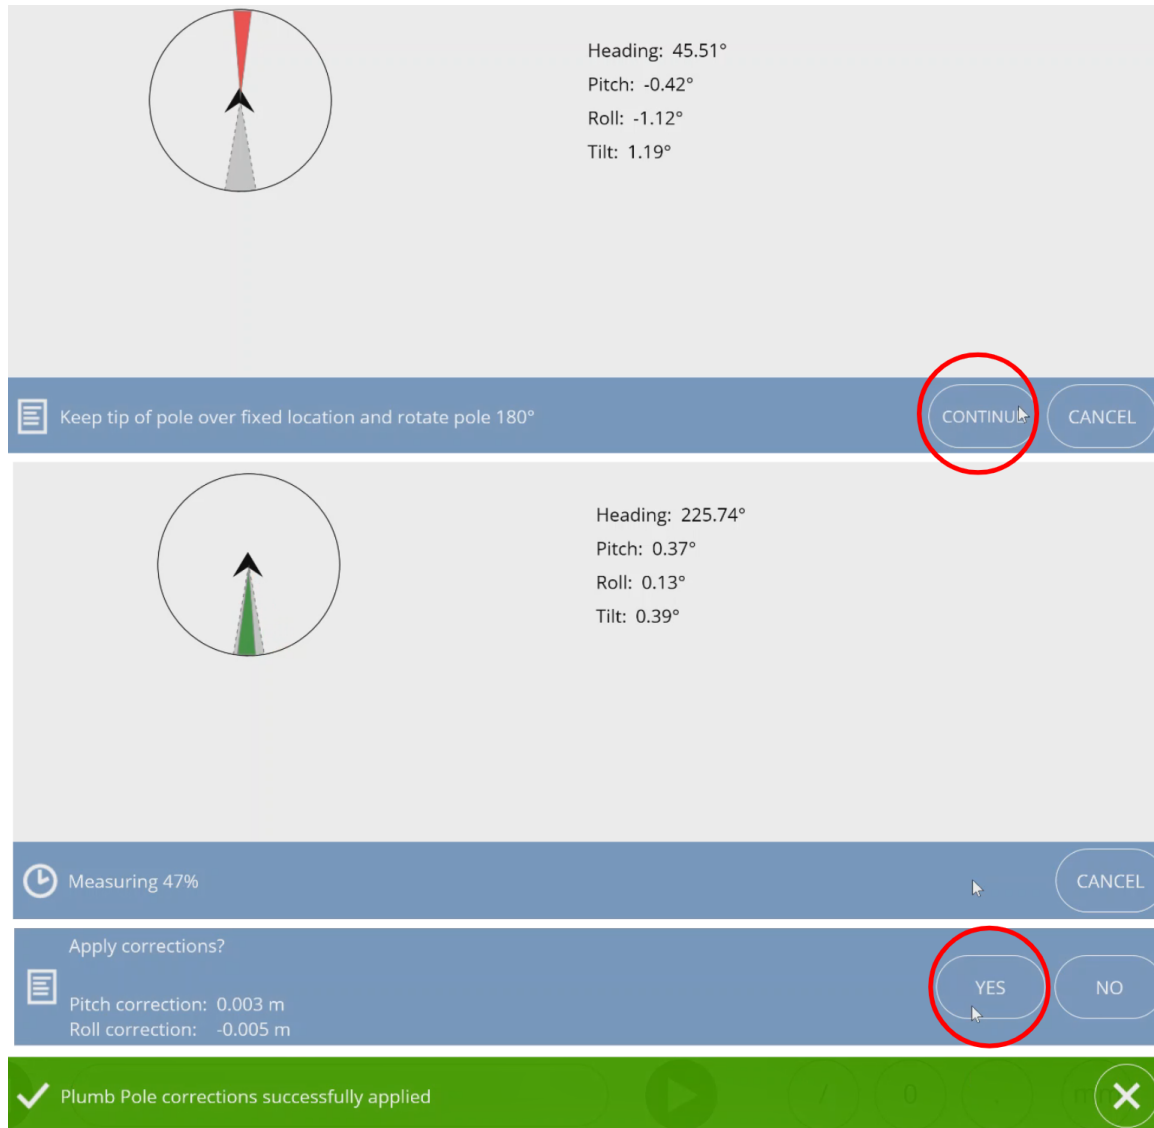 Heading: 45.51°
Pitch: -0.42°
Roll: -1.12°
Tilt: 1.19°
Keep tip of pole over fixed location and rotate pole 180°
CANCEL
Heading: 225.74°
Pitch: 0.37°
Roll: 0.13°
Tilt: 0.39°
Measuring 47%
CANCEL
Apply corrections?
YES
NO
Pitch correction: 0.003 m
Roll correction: -0.005 m
Plumb Pole corrections successfully applied